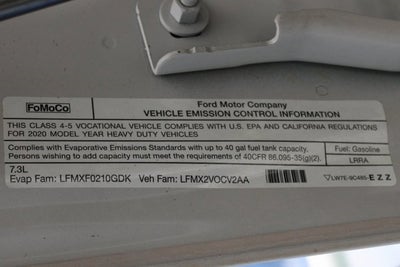 FoMoCo
Ford Motor Company
VEHICLE EMISSION CONTROL INFORMATION
THIS CLASS 4-5 VOCATIONAL VEHICLE COMPLIES WITH U.S. EPA AND CALIFORNIA REGULATIONS
FOR 2020 MODEL YEAR HEAVY DUTY VEHICLES
Complies with Evaporative Emissions Standards with up to 40 gal fuel tank capacity.
Persons wishing to add capacity must meet the requirements of 40CFR 86.095-35(g)(2).
Fuel: Gasoline
LRRA
7.3L
Evap Fam: LFMXF0210GDK Veh Fam: LFMX2VOCV2AA
LW7E-9C485-EZZ